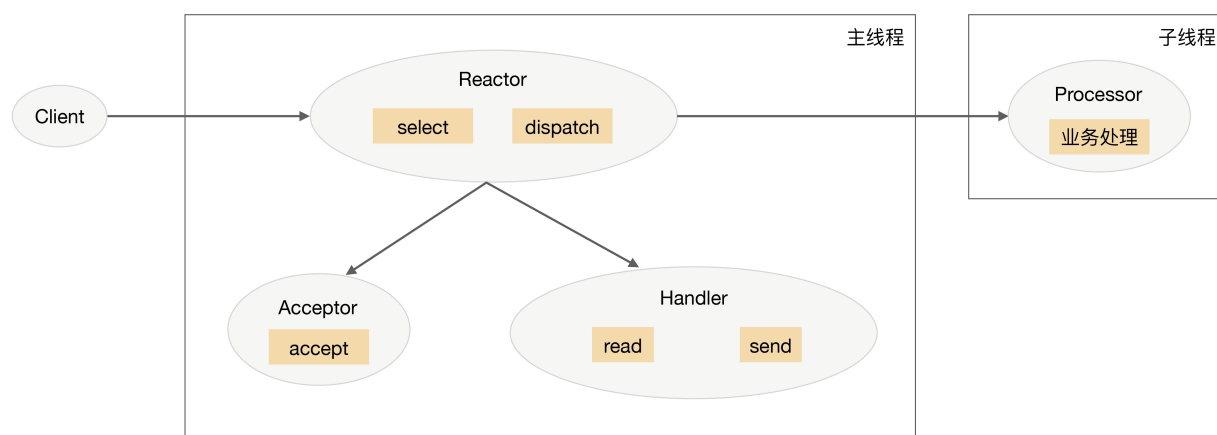 主线程
子线程
Client
Reactor
select
dispatch
Processor
业务处理
Acceptor
accept
Handler
read
send